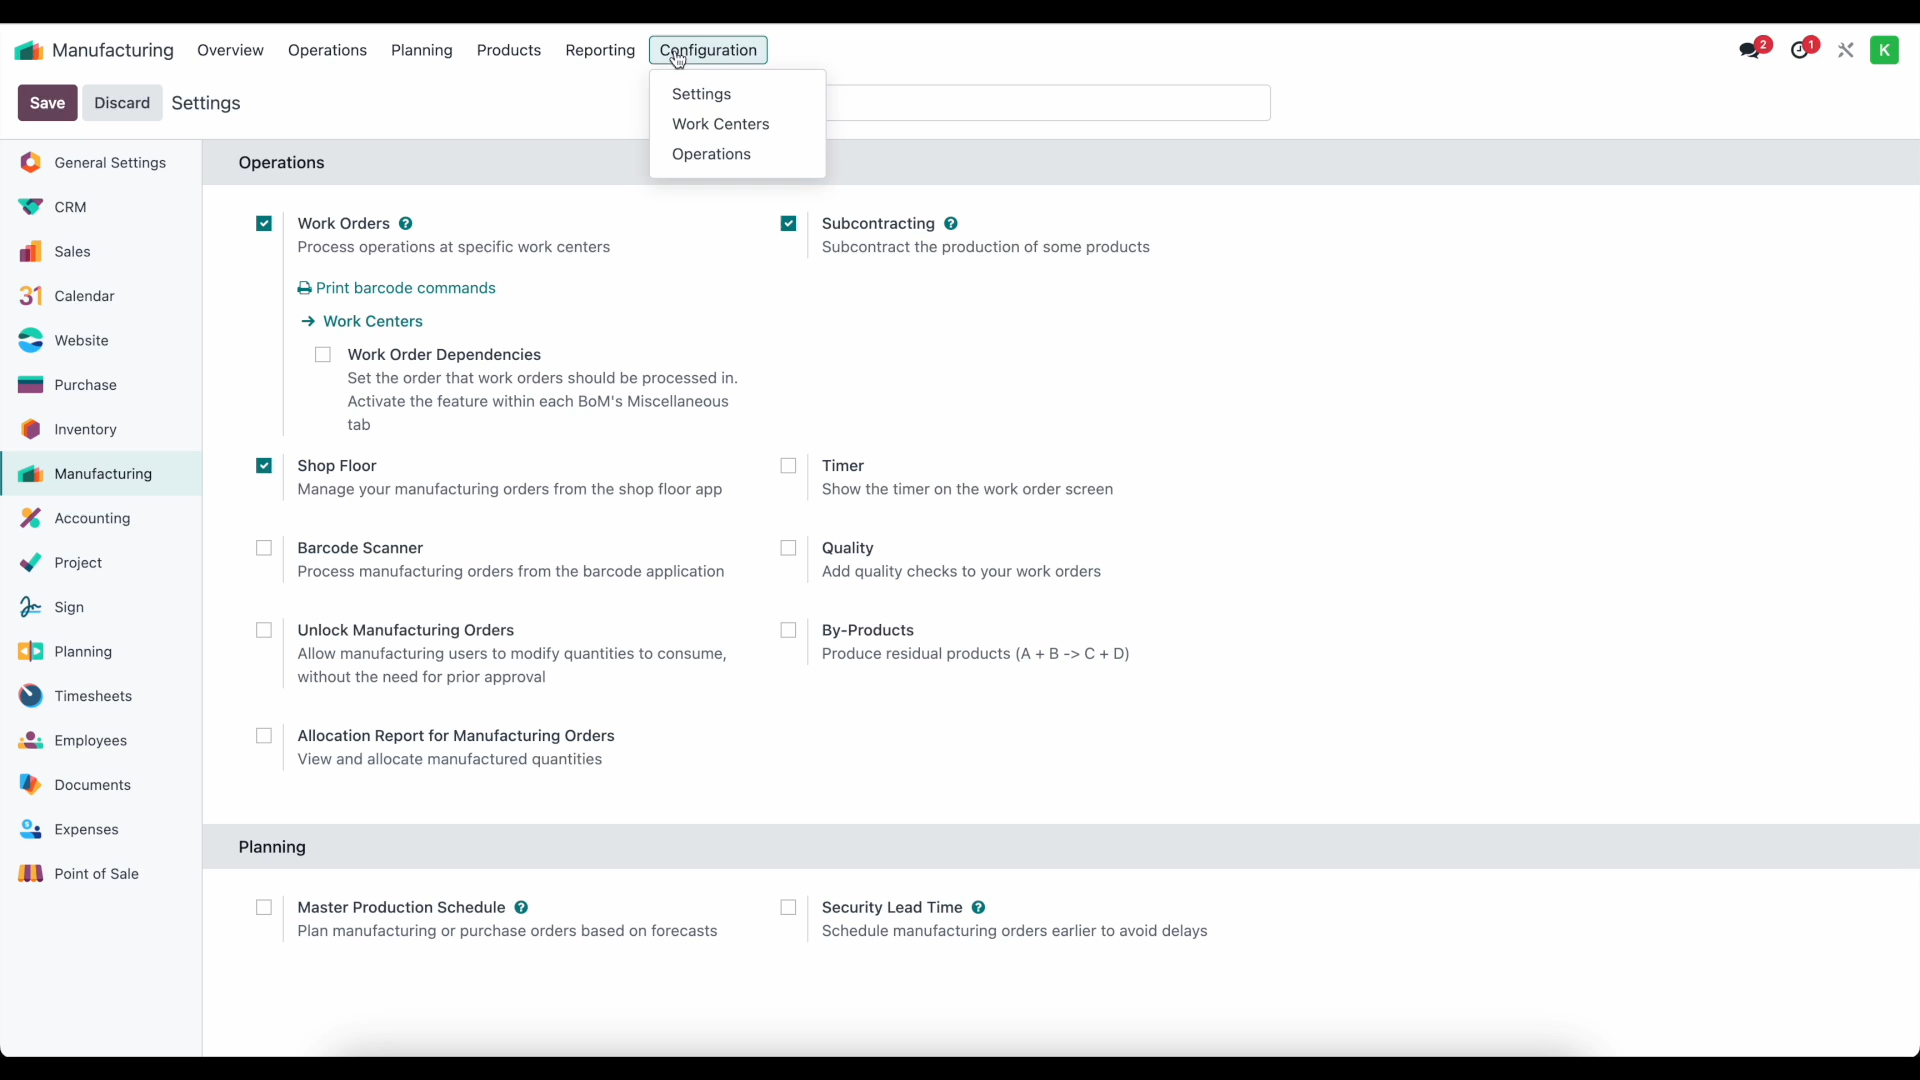 Manufacturing Overview Operations Planning Products Reporting Configuration 2 1 K
Save Discard Settings
Settings
Work Centers
Operations
General Settings
CRM
Sales
31 Calendar
Website
Purchase
Inventory
Manufacturing
Accounting
Project
Sign
Planning
Timesheets
Employees
Documents
Expenses
Point of Sale
Operations
Work Orders ?
Process operations at specific work centers
Print barcode commands
Work Centers
Work Order Dependencies
Set the order that work orders should be processed in.
Activate the feature within each BoM's Miscellaneous
tab
Subcontracting ?
Subcontract the production of some products
Shop Floor
Manage your manufacturing orders from the shop floor app
Timer
Show the timer on the work order screen
Barcode Scanner
Process manufacturing orders from the barcode application
Quality
Add quality checks to your work orders
Unlock Manufacturing Orders
Allow manufacturing users to modify quantities to consume,
without the need for prior approval
By-Products
Produce residual products (A + B -> C + D)
Allocation Report for Manufacturing Orders
View and allocate manufactured quantities
Planning
Master Production Schedule ?
Plan manufacturing or purchase orders based on forecasts
Security Lead Time ?
Schedule manufacturing orders earlier to avoid delays